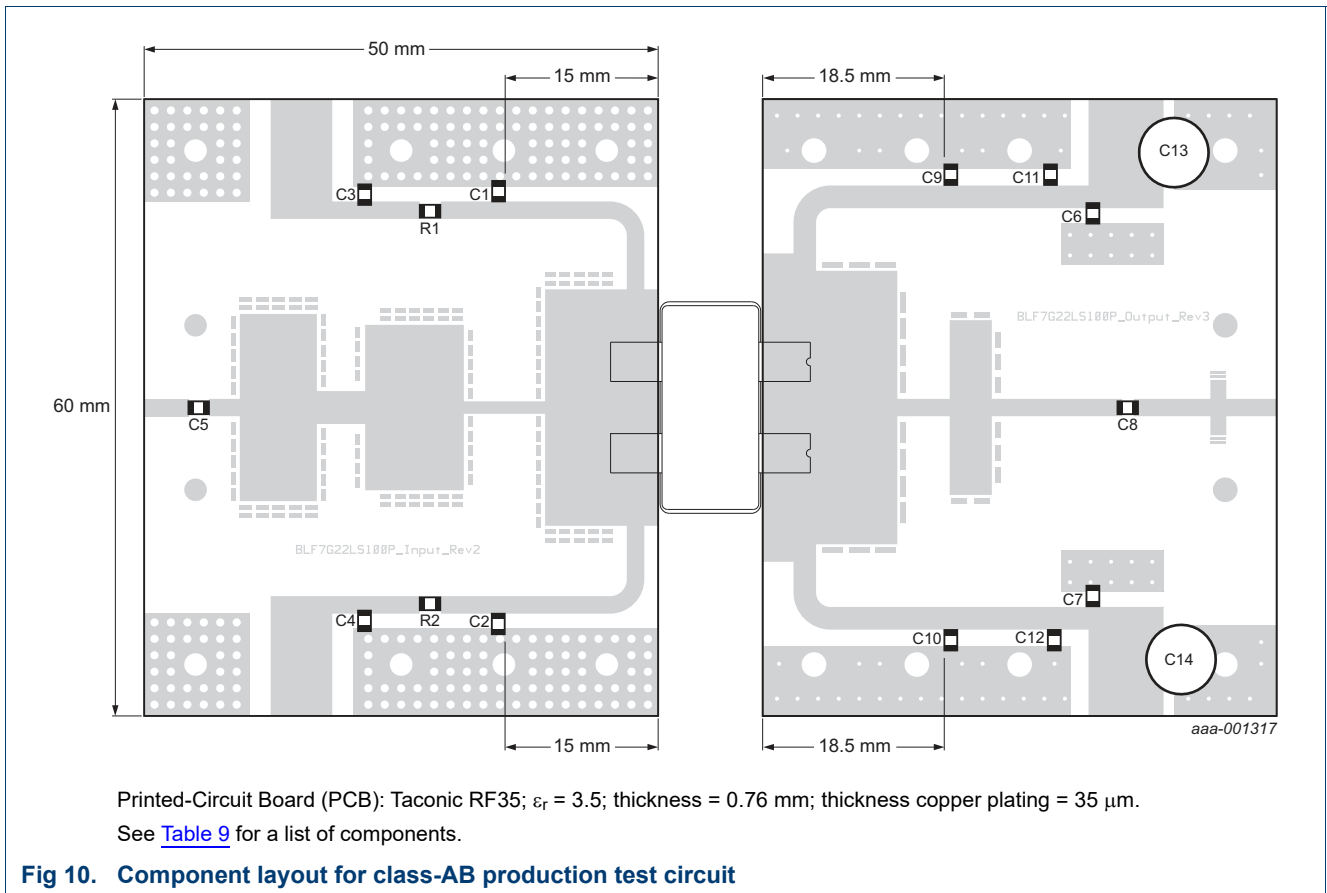 50 mm
15 mm
18.5 mm
C13
C3
C1
C9
C11
R1
C6
BLF7G22LS100P_Output_Rev3
60 mm
C5
C8
BLF7G22LS100P_Input_Rev2
C4
R2
C2
C7
C10
C12
C14
aaa-001317
15 mm
18.5 mm
Printed-Circuit Board (PCB): Taconic RF35; εr = 3.5; thickness = 0.76 mm; thickness copper plating = 35 μm.
See Table 9 for a list of components.
Fig 10. Component layout for class-AB production test circuit